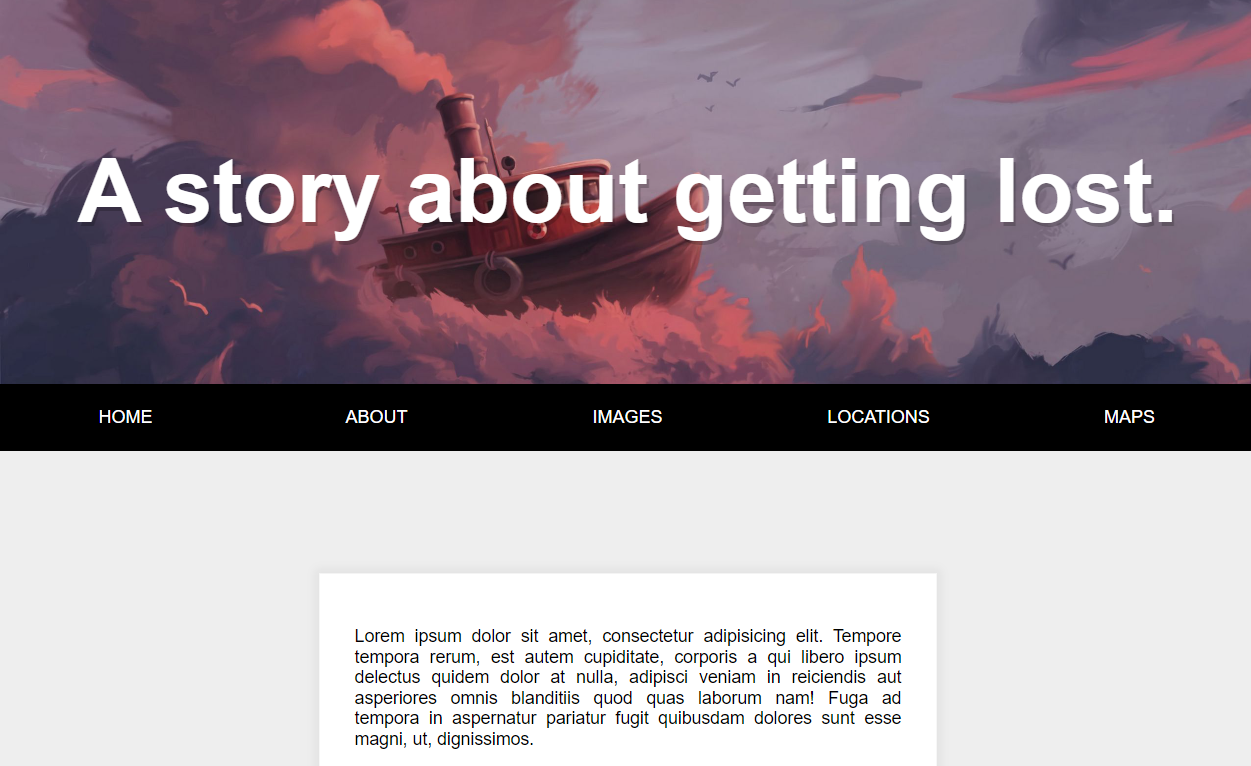 A story about getting lost.
HOME ABOUT IMAGES LOCATIONS MAPS
Lorem ipsum dolor sit amet, consectetur adipisicing elit. Tempore
tempora rerum, est autem cupiditate, corporis a qui libero ipsum
delectus quidem dolor at nulla, adipisci veniam in reiciendis aut
asperiores omnis blanditiis quod quas laborum nam! Fuga ad
tempora in aspernatur pariatur fugit quibusdam dolores sunt esse
magni, ut, dignissimos.